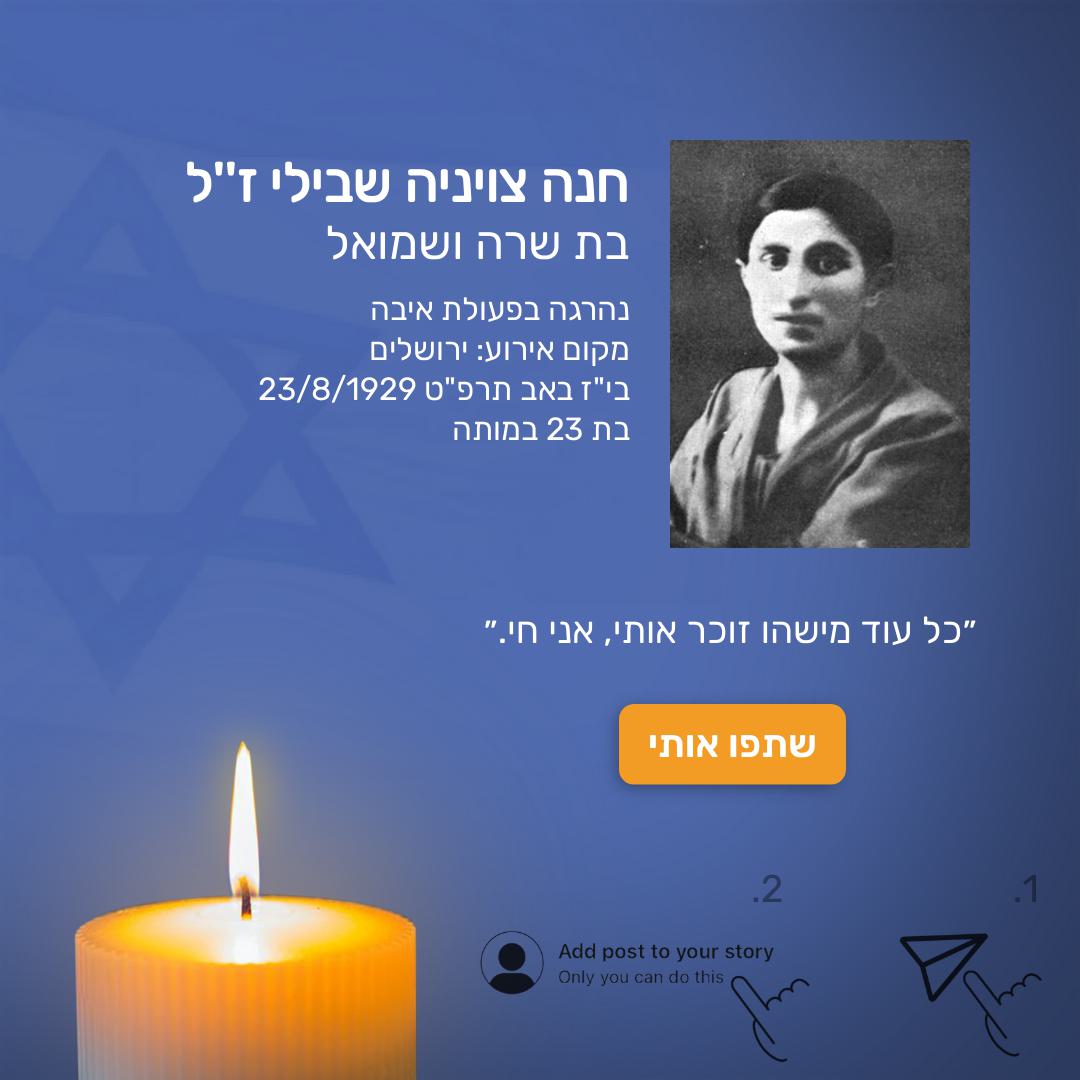 חנה צויניה שבילי ז"ל
בת שרה ושמואל
נהרגה בפעולת איבה
מקום אירוע: ירושלים
בי"ז באב תרפ"ט 23/8/1929
בת 23 במותה
״כל עוד מישהו זוכר אותי, אני חי.״
שתפו אותי
1.
2.
Add post to your story
Only you can do this